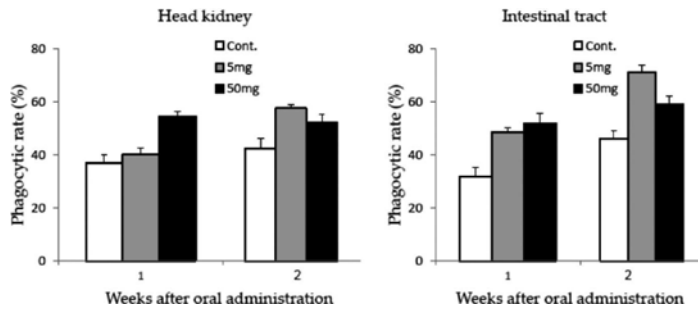 Head kidney
80
60
40
20
0
Phagocytic rate (%)
Cont.
5mg
50mg
1
2
Weeks after oral administration
Intestinal tract
80
60
40
20
0
Phagocytic rate (%)
Cont.
5mg
50mg
1
2
Weeks after oral administration